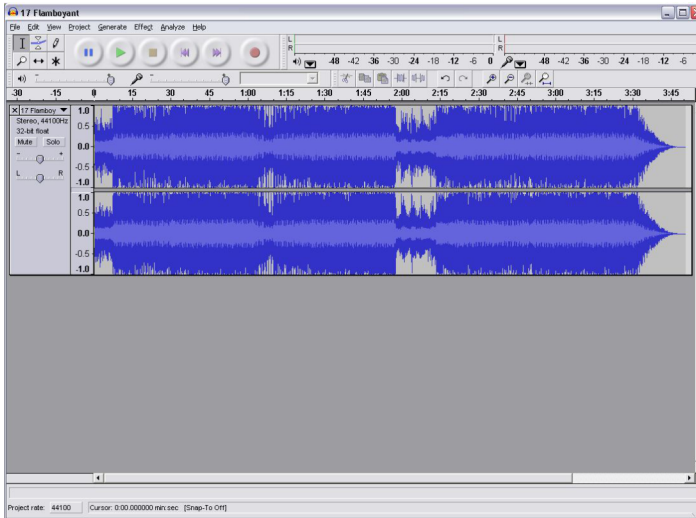 17 Flamboyant
File Edit View Project Generate Effect Analyze Help
L
R
-48 -42 -36 -30 -24 -18 -12 -6 0
L
R
-48 -42 -36 -30 -24 -18 -12 -6
-30 -15 0 15 30 45 1:00 1:15 1:30 1:45 2:00 2:15 2:30 2:45 3:00 3:15 3:30 3:45
17 Flamboy
Stereo, 44100Hz
32-bit float
Mute Solo
- +
L R
1.0
0.5
0.0
-0.5
-1.0
1.0
0.5
0.0
-0.5
-1.0
Project rate: 44100 Cursor: 0:00.000000 min:sec [Snap-To Off]